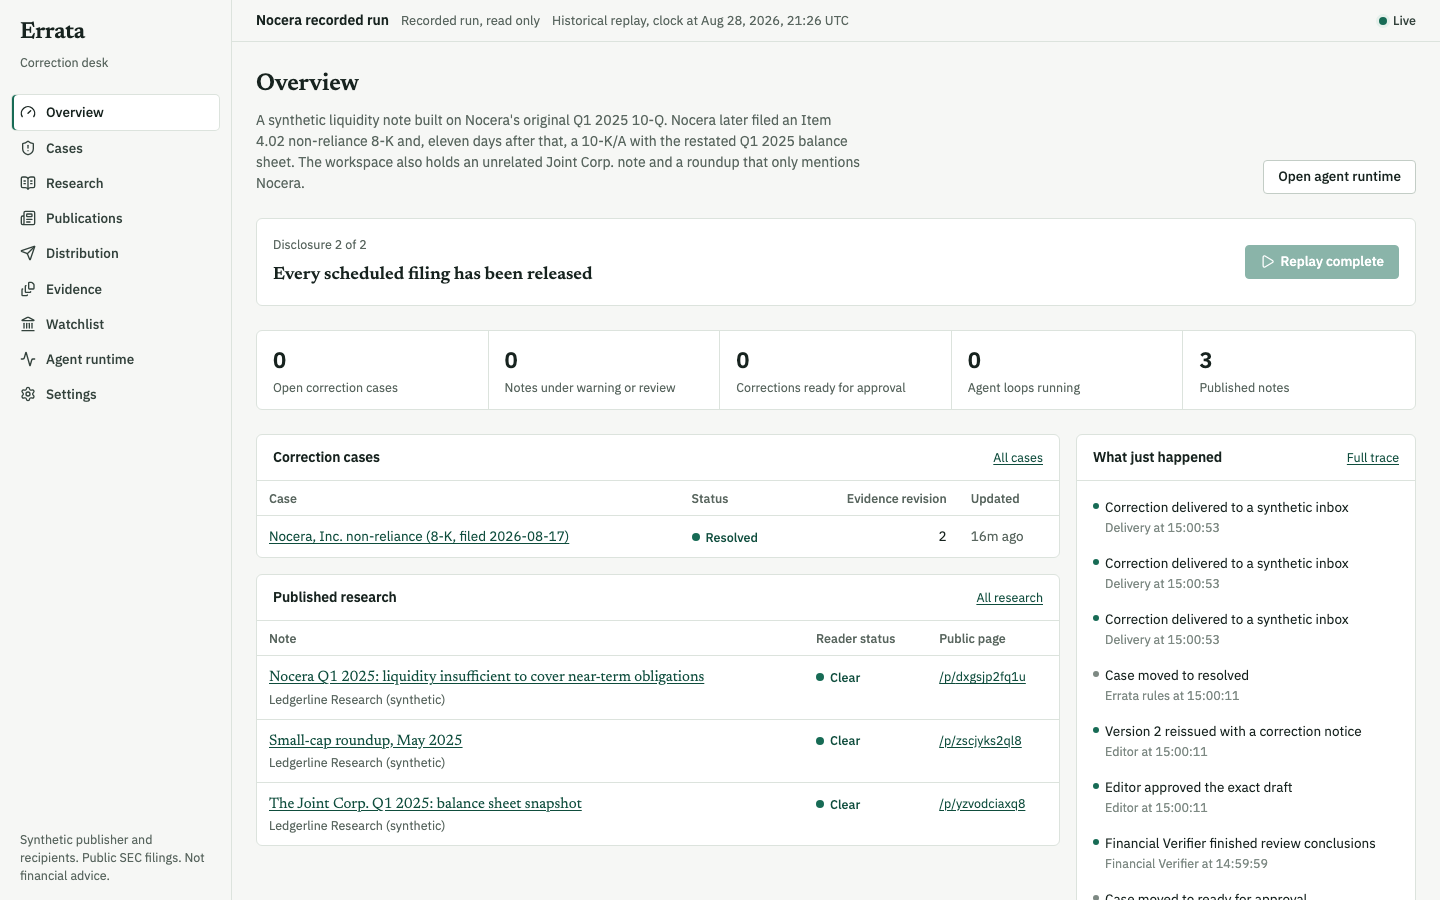 Errata
Correction desk
Overview
Cases
Research
Publications
Distribution
Evidence
Watchlist
Agent runtime
Settings
Synthetic publisher and
recipients. Public SEC filings. Not
financial advice.
Nocera recorded run Recorded run, read only Historical replay, clock at Aug 28, 2026, 21:26 UTC Live
Overview
A synthetic liquidity note built on Nocera's original Q1 2025 10-Q. Nocera later filed an Item
4.02 non-reliance 8-K and, eleven days after that, a 10-K/A with the restated Q1 2025 balance
sheet. The workspace also holds an unrelated Joint Corp. note and a roundup that only mentions
Nocera.
Open agent runtime
Disclosure 2 of 2
Every scheduled filing has been released
Replay complete
0
Open correction cases
0
Notes under warning or review
0
Corrections ready for approval
0
Agent loops running
3
Published notes
Correction cases All cases
Case Status Evidence revision Updated
Nocera, Inc. non-reliance (8-K, filed 2026-08-17) Resolved 2 16m ago
Published research All research
Note Reader status Public page
Nocera Q1 2025: liquidity insufficient to cover near-term obligations Clear /p/dxgsjp2fq1u
Ledgerline Research (synthetic)
Small-cap roundup, May 2025 Clear /p/zscjyks2ql8
Ledgerline Research (synthetic)
The Joint Corp. Q1 2025: balance sheet snapshot Clear /p/yzvodciaxq8
Ledgerline Research (synthetic)
What just happened Full trace
Correction delivered to a synthetic inbox
Delivery at 15:00:53
Correction delivered to a synthetic inbox
Delivery at 15:00:53
Correction delivered to a synthetic inbox
Delivery at 15:00:53
Case moved to resolved
Errata rules at 15:00:11
Version 2 reissued with a correction notice
Editor at 15:00:11
Editor approved the exact draft
Editor at 15:00:11
Financial Verifier finished review conclusions
Financial Verifier at 14:59:59
Case moved to ready for approval